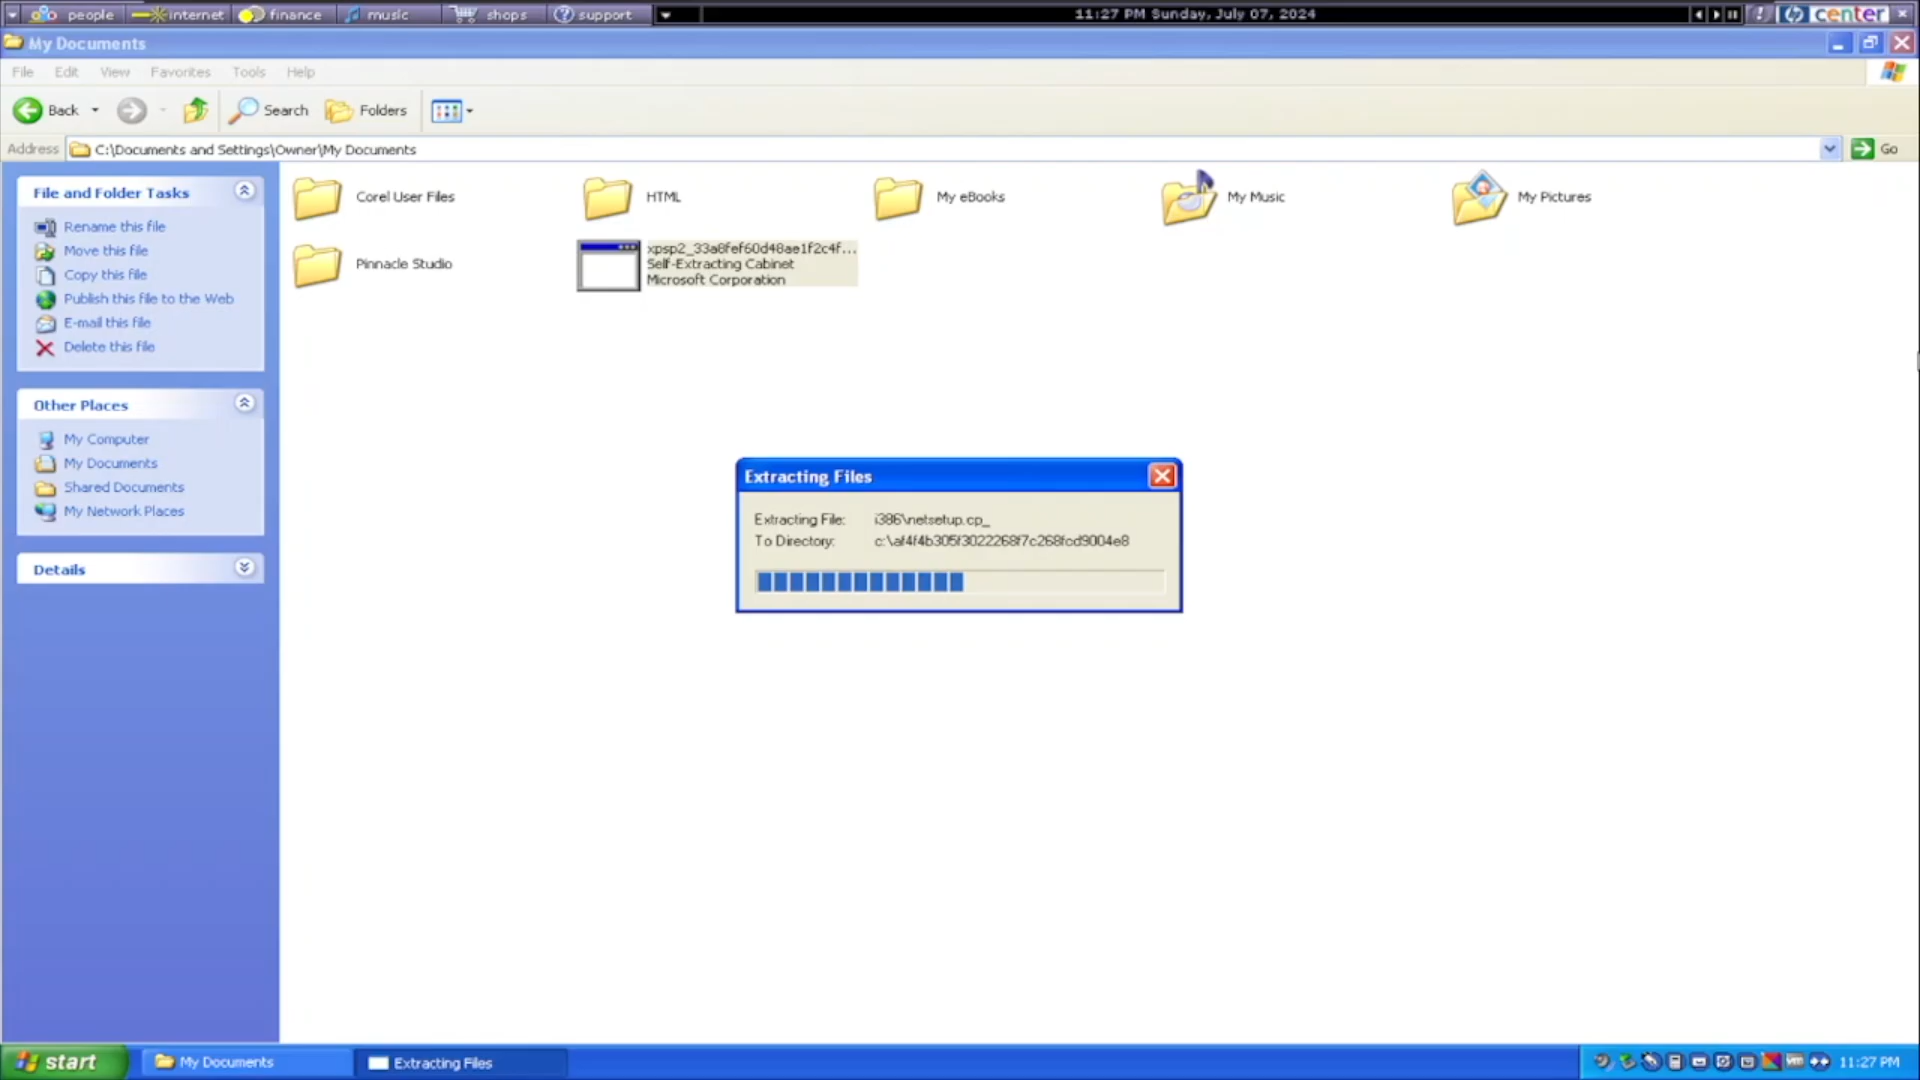 people internet finance music shops support 11:27 PM Sunday, July 07, 2024 hp center
My Documents
File Edit View Favorites Tools Help
Back Search Folders
Address C:\Documents and Settings\Owner\My Documents Go
File and Folder Tasks
Rename this file
Move this file
Copy this file
Publish this file to the Web
E-mail this file
Delete this file
Other Places
My Computer
My Documents
Shared Documents
My Network Places
Details
Corel User Files
HTML
My eBooks
My Music
My Pictures
Pinnacle Studio
xpsp2_33a8fef60d48ae1f2c4f...
Self-Extracting Cabinet
Microsoft Corporation
Extracting Files
Extracting File: i386\netsetup.cp_
To Directory: c:\af4f4b305f3022268f7c268fcd9004e8
start My Documents Extracting Files 11:27 PM